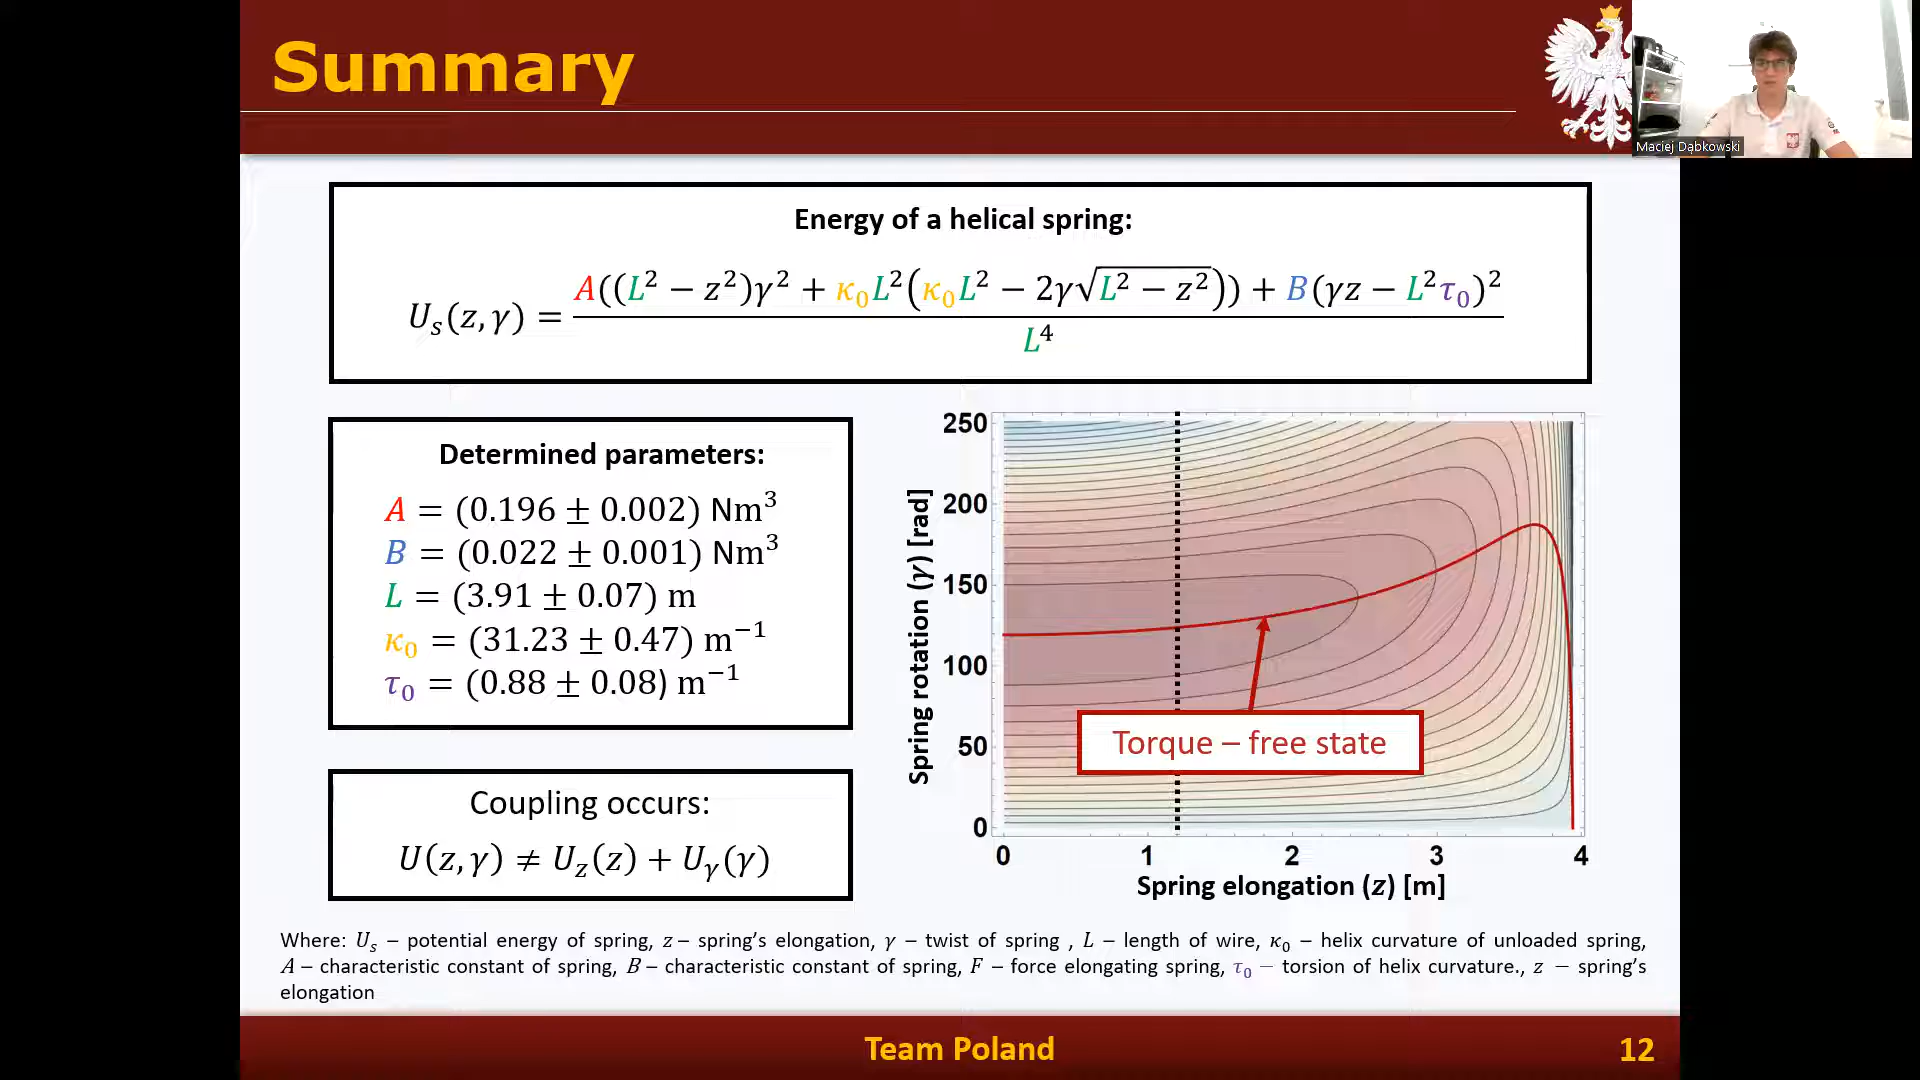 Summary
Maciej Dąbkowski
Energy of a helical spring:
U_s(z,γ) = (A((L² − z²)γ² + κ₀L²(κ₀L² − 2γ√(L² − z²))) + B(γz − L²τ₀)²) / L⁴
Determined parameters:
A = (0.196 ± 0.002) Nm³
B = (0.022 ± 0.001) Nm³
L = (3.91 ± 0.07) m
κ₀ = (31.23 ± 0.47) m⁻¹
τ₀ = (0.88 ± 0.08) m⁻¹
Coupling occurs:
U(z,γ) ≠ U_z(z) + U_γ(γ)
Spring rotation (γ) [rad]
250
200
150
100
50
0
Torque – free state
0 1 2 3 4
Spring elongation (z) [m]
Where: U_s – potential energy of spring, z – spring's elongation, γ – twist of spring , L – length of wire, κ₀ – helix curvature of unloaded spring,
A – characteristic constant of spring, B – characteristic constant of spring, F – force elongating spring, τ₀ – torsion of helix curvature., z – spring's
elongation
Team Poland
12